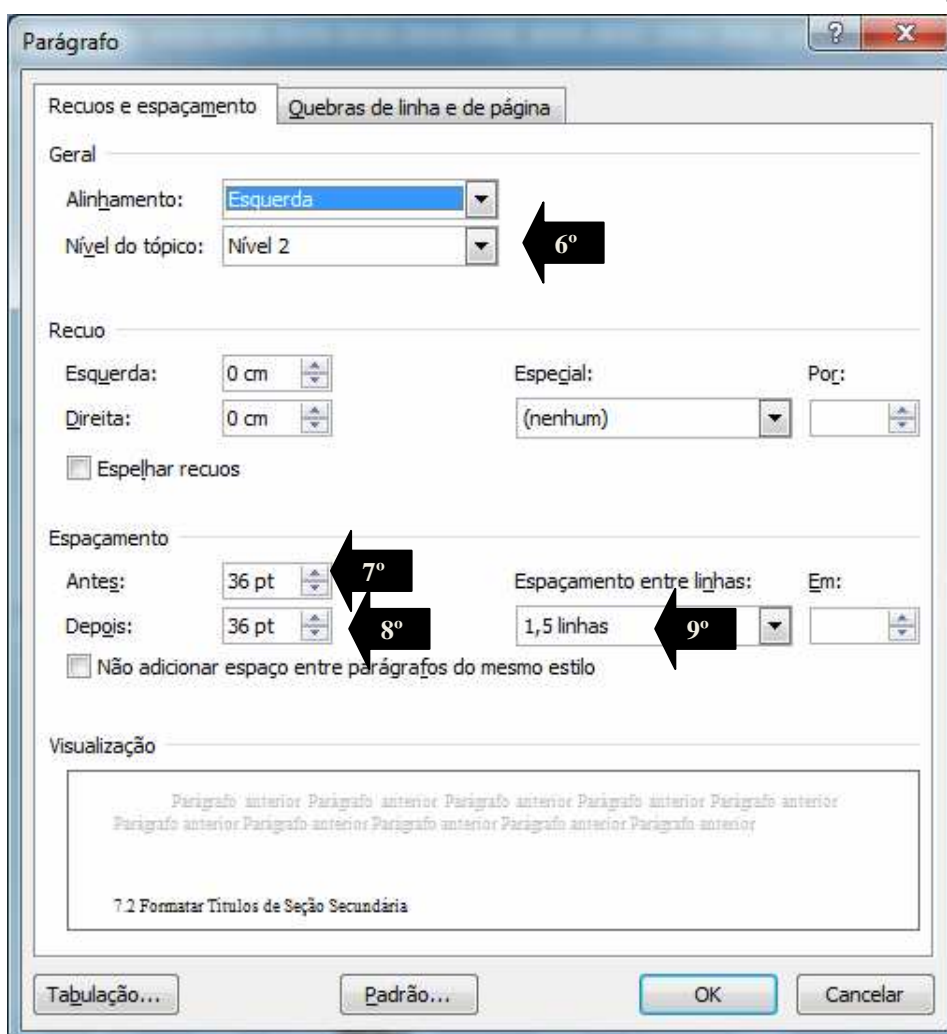 Parágrafo
Recuos e espaçamento Quebras de linha e de página
Geral
Alinhamento: Esquerda
Nível do tópico: Nível 2 6º
Recuo
Esquerda: 0 cm Especial: Por:
Direita: 0 cm (nenhum)
Espelhar recuos
Espaçamento
Antes: 36 pt 7º Espaçamento entre linhas: Em:
Depois: 36 pt 8º 1,5 linhas 9º
Não adicionar espaço entre parágrafos do mesmo estilo
Visualização
Parágrafo anterior Parágrafo anterior Parágrafo anterior Parágrafo anterior Parágrafo anterior
Parágrafo anterior Parágrafo anterior Parágrafo anterior Parágrafo anterior Parágrafo anterior
7.2 Formatar Títulos de Seção Secundária
Tabulação... Padrão... OK Cancelar